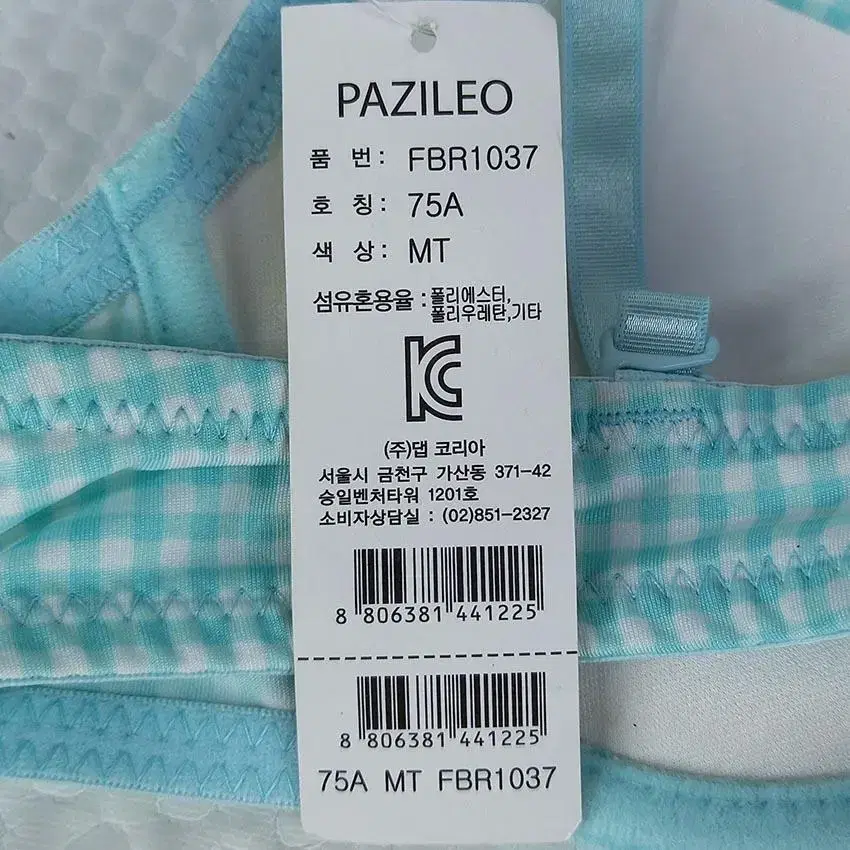 PAZILEO
품 번: FBR1037
호 칭: 75A
색 상: MT
섬유혼용율 : 폴리에스터,
폴리우레탄,기타
(주)댑 코리아
서울시 금천구 가산동 371-42
승일벤처타워 1201호
소비자상담실 : (02)851-2327
8 806381 441225
8 806381 441225
75A MT FBR1037